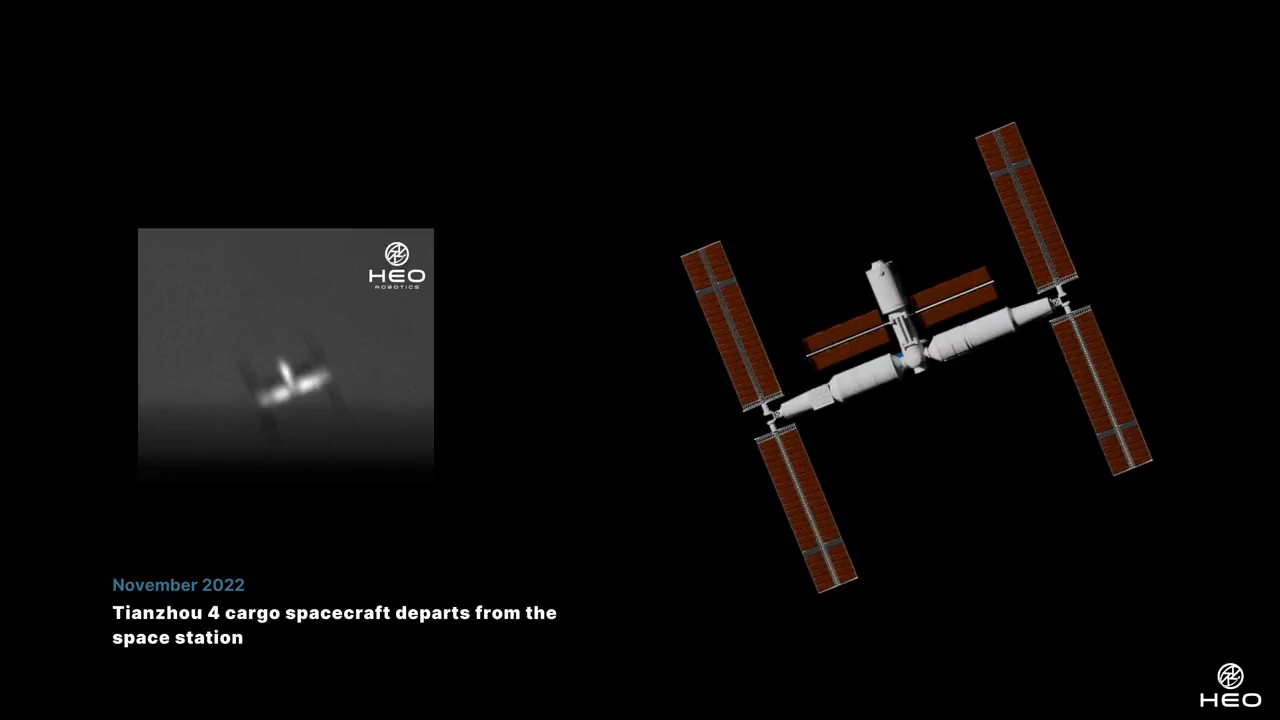 HEO
ROBOTICS
November 2022
Tianzhou 4 cargo spacecraft departs from the
space station
HEO